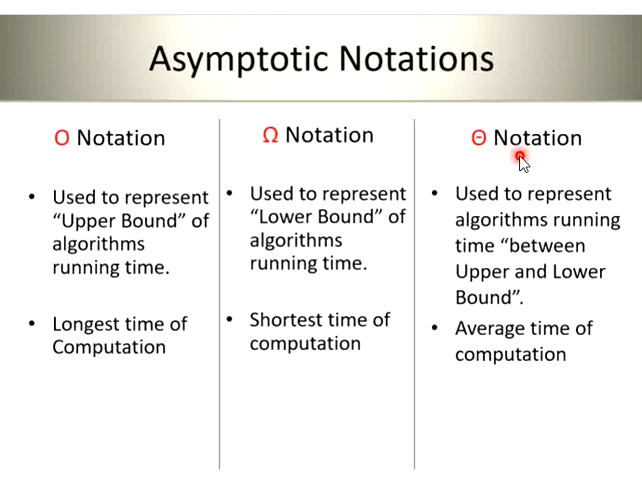 Asymptotic Notations
O Notation
• Used to represent
“Upper Bound” of
algorithms
running time.
• Longest time of
Computation
Ω Notation
• Used to represent
“Lower Bound” of
algorithms
running time.
• Shortest time of
computation
Θ Notation
• Used to represent
algorithms running
time “between
Upper and Lower
Bound”.
• Average time of
computation